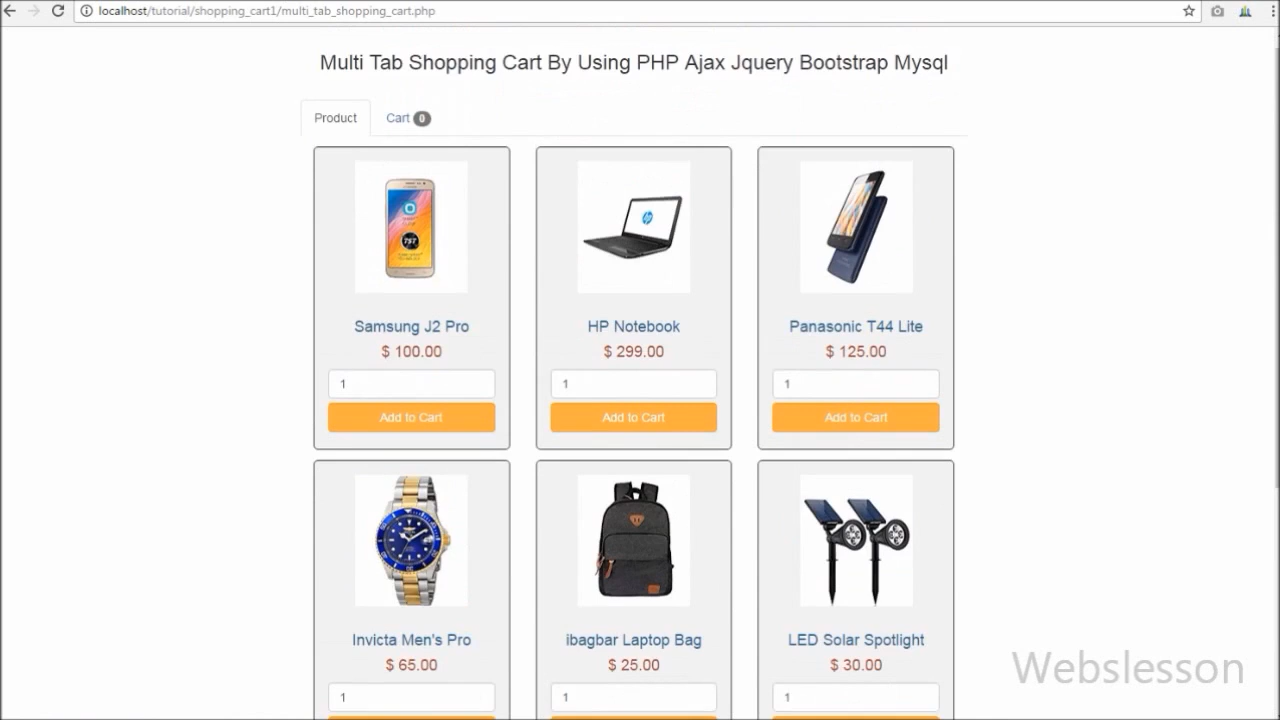 localhost/tutorial/shopping_cart1/multi_tab_shopping_cart.php
Multi Tab Shopping Cart By Using PHP Ajax Jquery Bootstrap Mysql
Product Cart 0
Samsung J2 Pro HP Notebook Panasonic T44 Lite
$ 100.00 $ 299.00 $ 125.00
1 1 1
Add to Cart Add to Cart Add to Cart
Invicta Men's Pro ibagbar Laptop Bag LED Solar Spotlight
$ 65.00 $ 25.00 $ 30.00
Webslesson
1 1 1